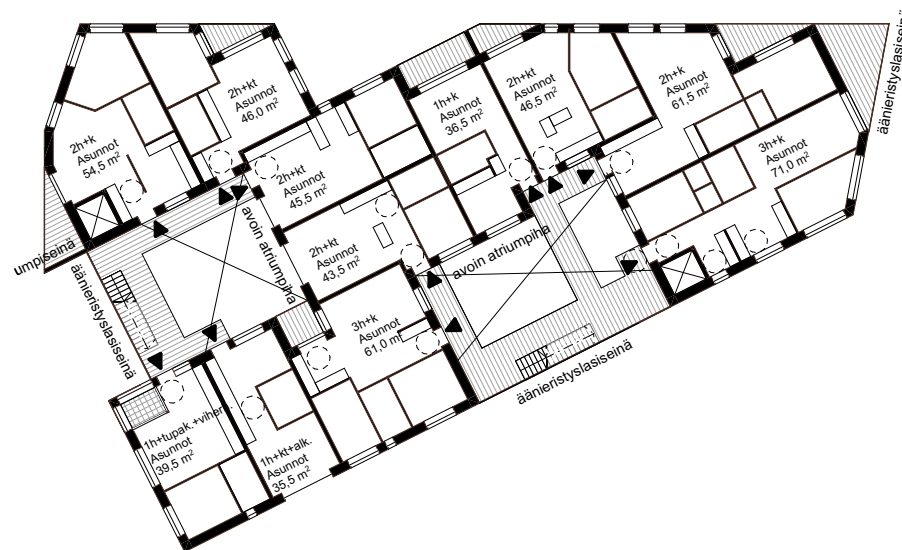 2h+k
Asunnot
54,5 m²
2h+kt
Asunnot
46,0 m²
2h+kt
Asunnot
45,5 m²
1h+k
Asunnot
36,5 m²
2h+kt
Asunnot
46,5 m²
2h+k
Asunnot
61,5 m²
3h+k
Asunnot
71,0 m²
äänieristyslasiseinä
umpiseinä
äänieristyslasiseinä
avoin atriumpiha
2h+kt
Asunnot
43,5 m²
avoin atriumpiha
3h+k
Asunnot
61,0 m
äänieristyslasiseinä
1h+tupak.+viher
Asunnot
39,5 m²
1h+kt+alk.
Asunnot
35,5 m²